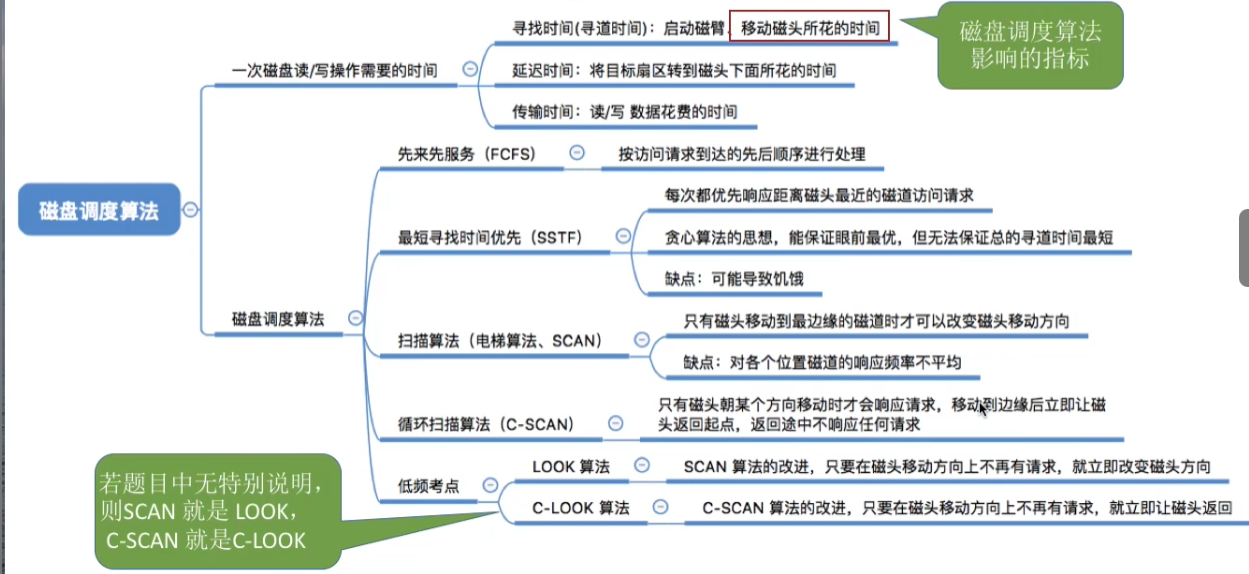 磁盘调度算法
一次磁盘读/写操作需要的时间
寻找时间(寻道时)：启动磁臂、移动磁头所花的时间
延迟时间：将目标扇区转到磁头下面所花的时间
传输时间：读/写 数据花费的时间
磁盘调度算法
影响的指标
磁盘调度算法
先来先服务（FCFS）
按访问请求到达的先后顺序进行处理
最短寻找时间优先（SSTF）
每次都优先响应距离磁头最近的磁道访问请求
贪心算法的思想，能保证眼前最优，但无法保证总的寻道时间最短
缺点：可能导致饥饿
扫描算法（电梯算法、SCAN）
只有磁头移动到最边缘的磁道时才可以改变磁头移动方向
缺点：对各个位置磁道的响应频率不平均
循环扫描算法（C-SCAN）
只有磁头朝某个方向移动时才会响应请求，移动到边缘后立即让磁
头返回起点，返回途中不响应任何请求
低频考点
LOOK 算法
SCAN 算法的改进，只要在磁头移动方向上不再有请求，就立即改变磁头方向
C-LOOK 算法
C-SCAN 算法的改进，只要在磁头移动方向上不再有请求，就立即让磁头返回
若题目中无特别说明，
则SCAN 就是 LOOK，
C-SCAN 就是C-LOOK